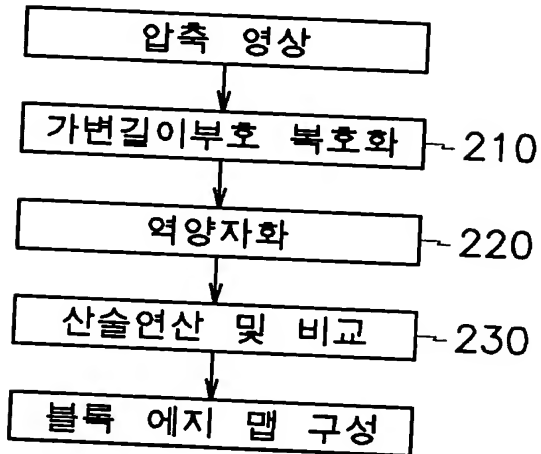 압축 영상
가변길이부호 복호화 210
역양자화 220
산술연산 및 비교 230
블록 에지 맵 구성